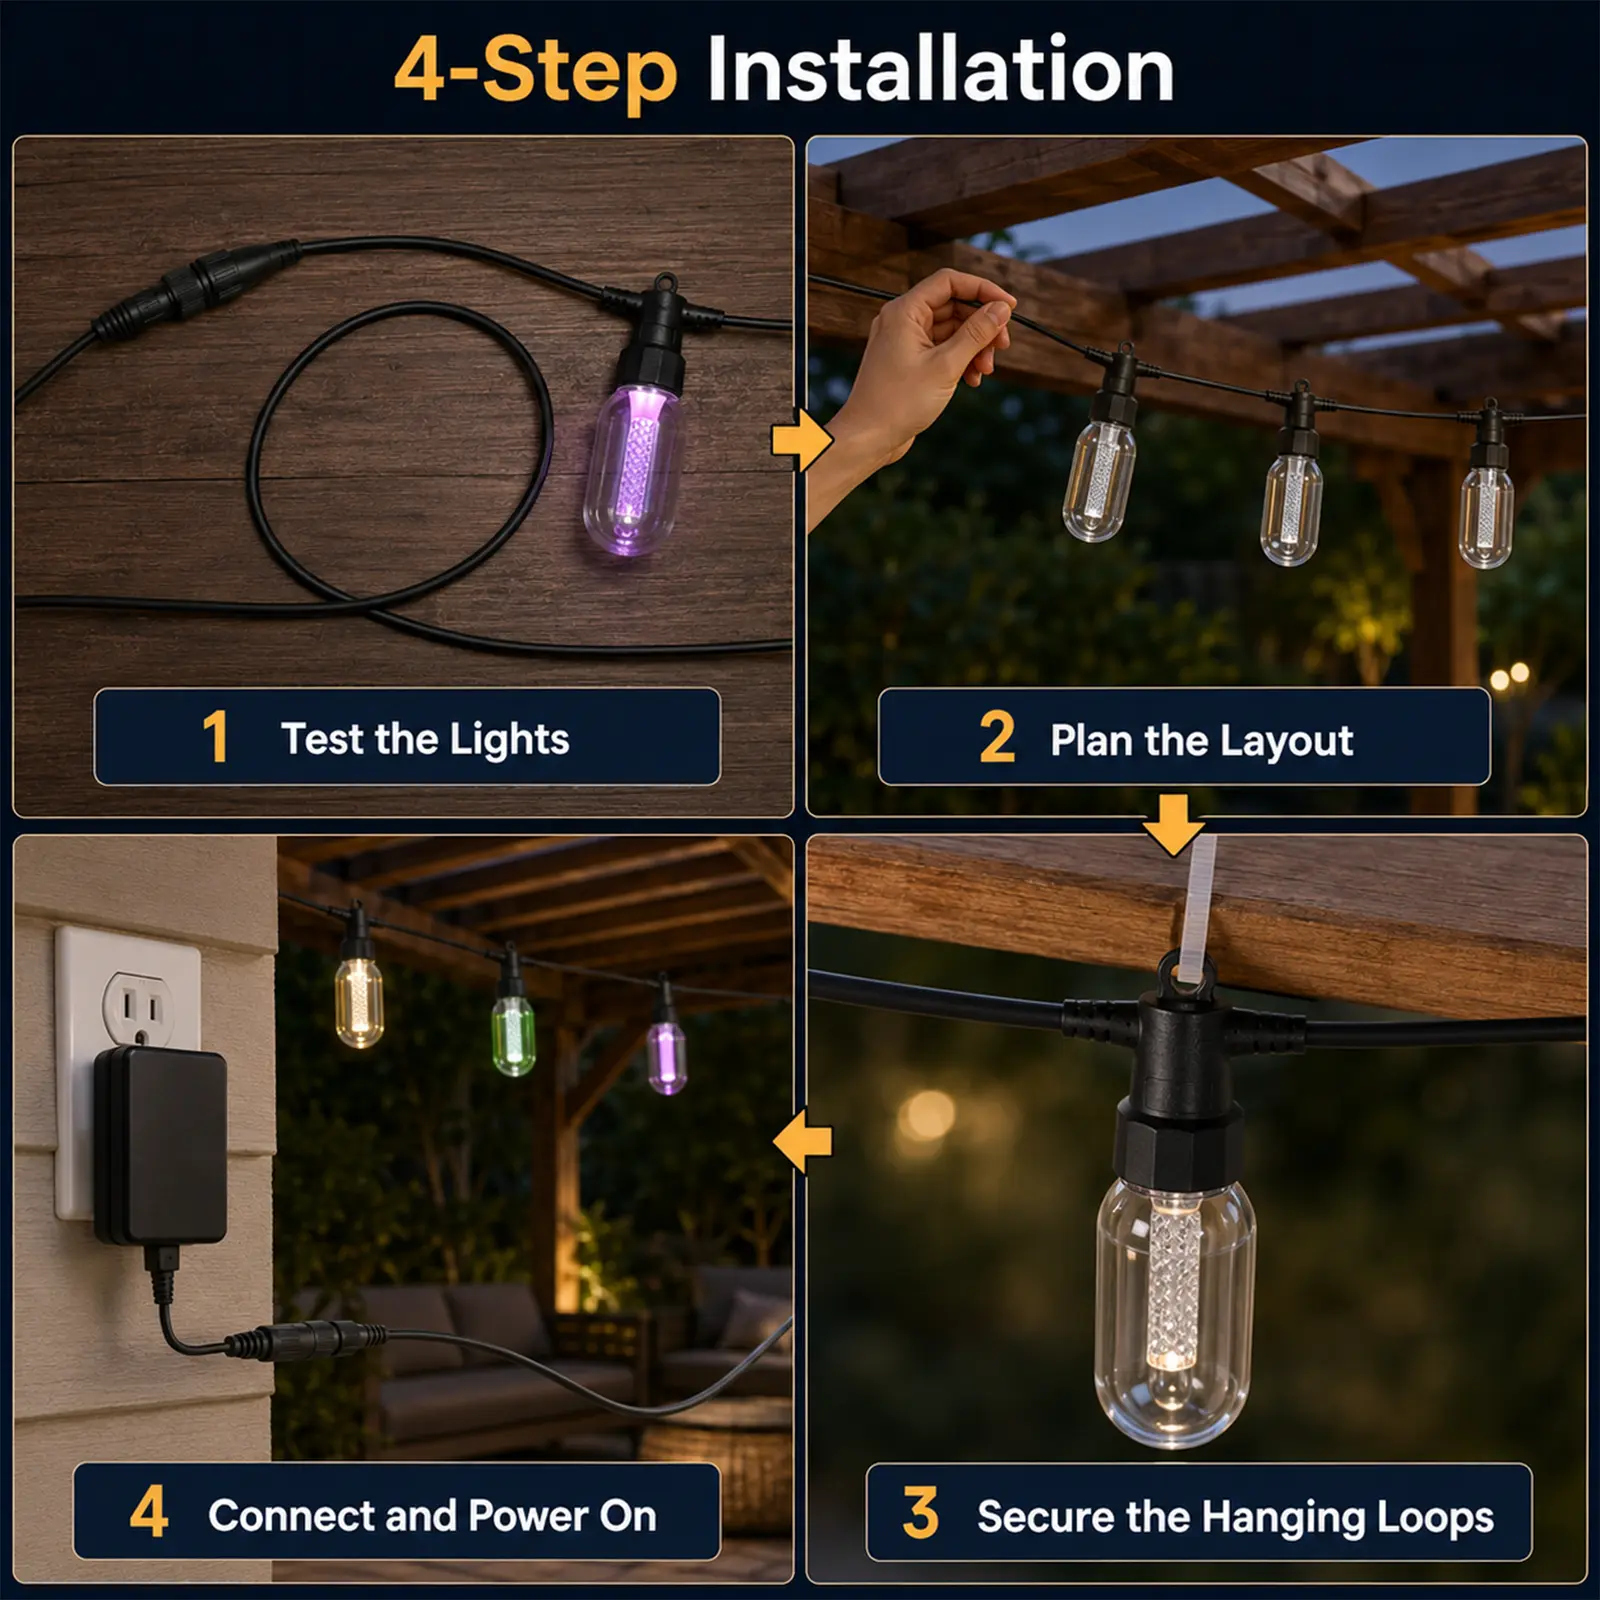 4-Step Installation
1 Test the Lights
2 Plan the Layout
3 Secure the Hanging Loops
4 Connect and Power On